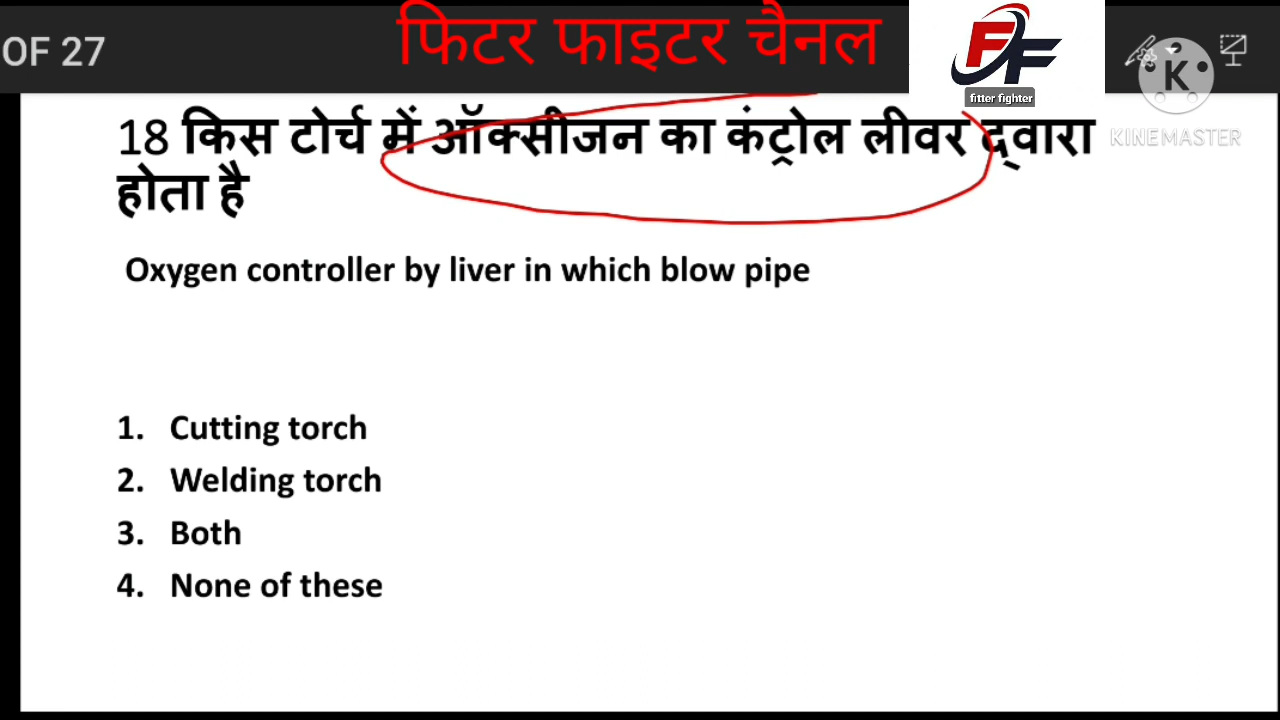 फिटर फाइटर चैनल
OF 27
FF
fitter fighter
K
KINEMASTER
18 किस टोर्च में ऑक्सीजन का कंट्रोल लीवर द्‌वारा
होता है
Oxygen controller by liver in which blow pipe
1. Cutting torch
2. Welding torch
3. Both
4. None of these